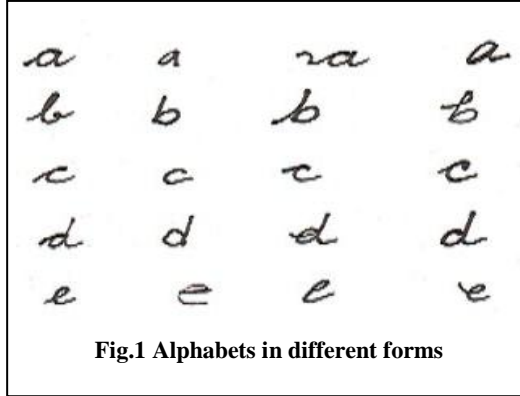 a a a a
b b b b
c c c c
d d d d
e e e e
Fig.1 Alphabets in different forms